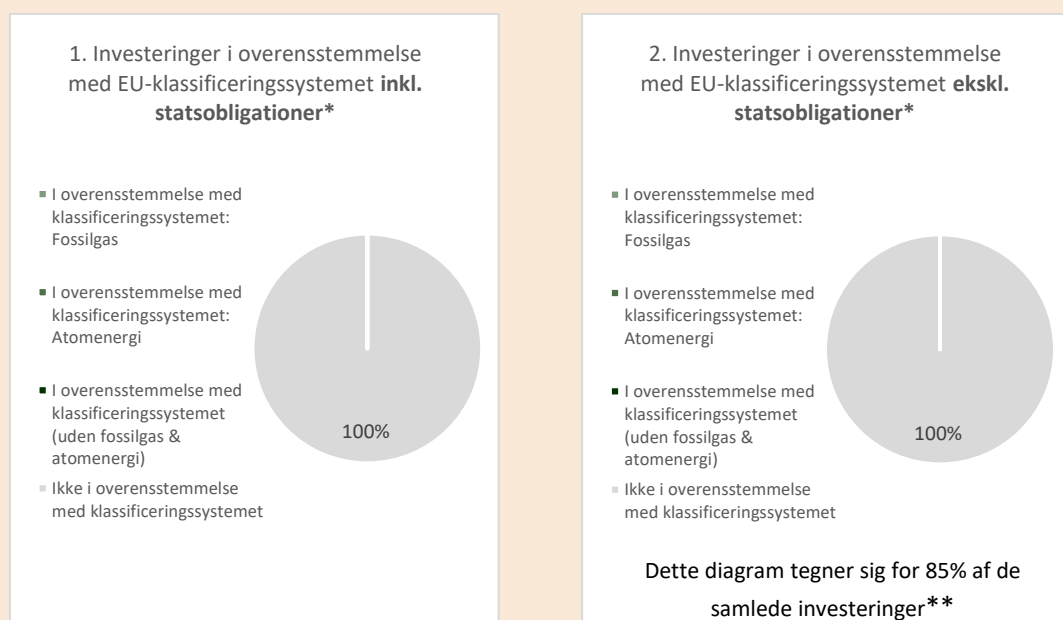 1. Investeringer i overensstemmelse
med EU-klassificeringssystemet inkl.
statsobligationer*
I overensstemmelse med
klassificeringssystemet:
Fossilgas
I overensstemmelse med
klassificeringssystemet:
Atomenergi
I overensstemmelse med
klassificeringssystemet
(uden fossilgas &
atomenergi)
Ikke i overensstemmelse
med klassificeringssystemet
100%
2. Investeringer i overensstemmelse
med EU-klassificeringssystemet ekskl.
statsobligationer*
I overensstemmelse med
klassificeringssystemet:
Fossilgas
I overensstemmelse med
klassificeringssystemet:
Atomenergi
I overensstemmelse med
klassificeringssystemet
(uden fossilgas &
atomenergi)
Ikke i overensstemmelse
med klassificeringssystemet
100%
Dette diagram tegner sig for 85% af de
samlede investeringer**